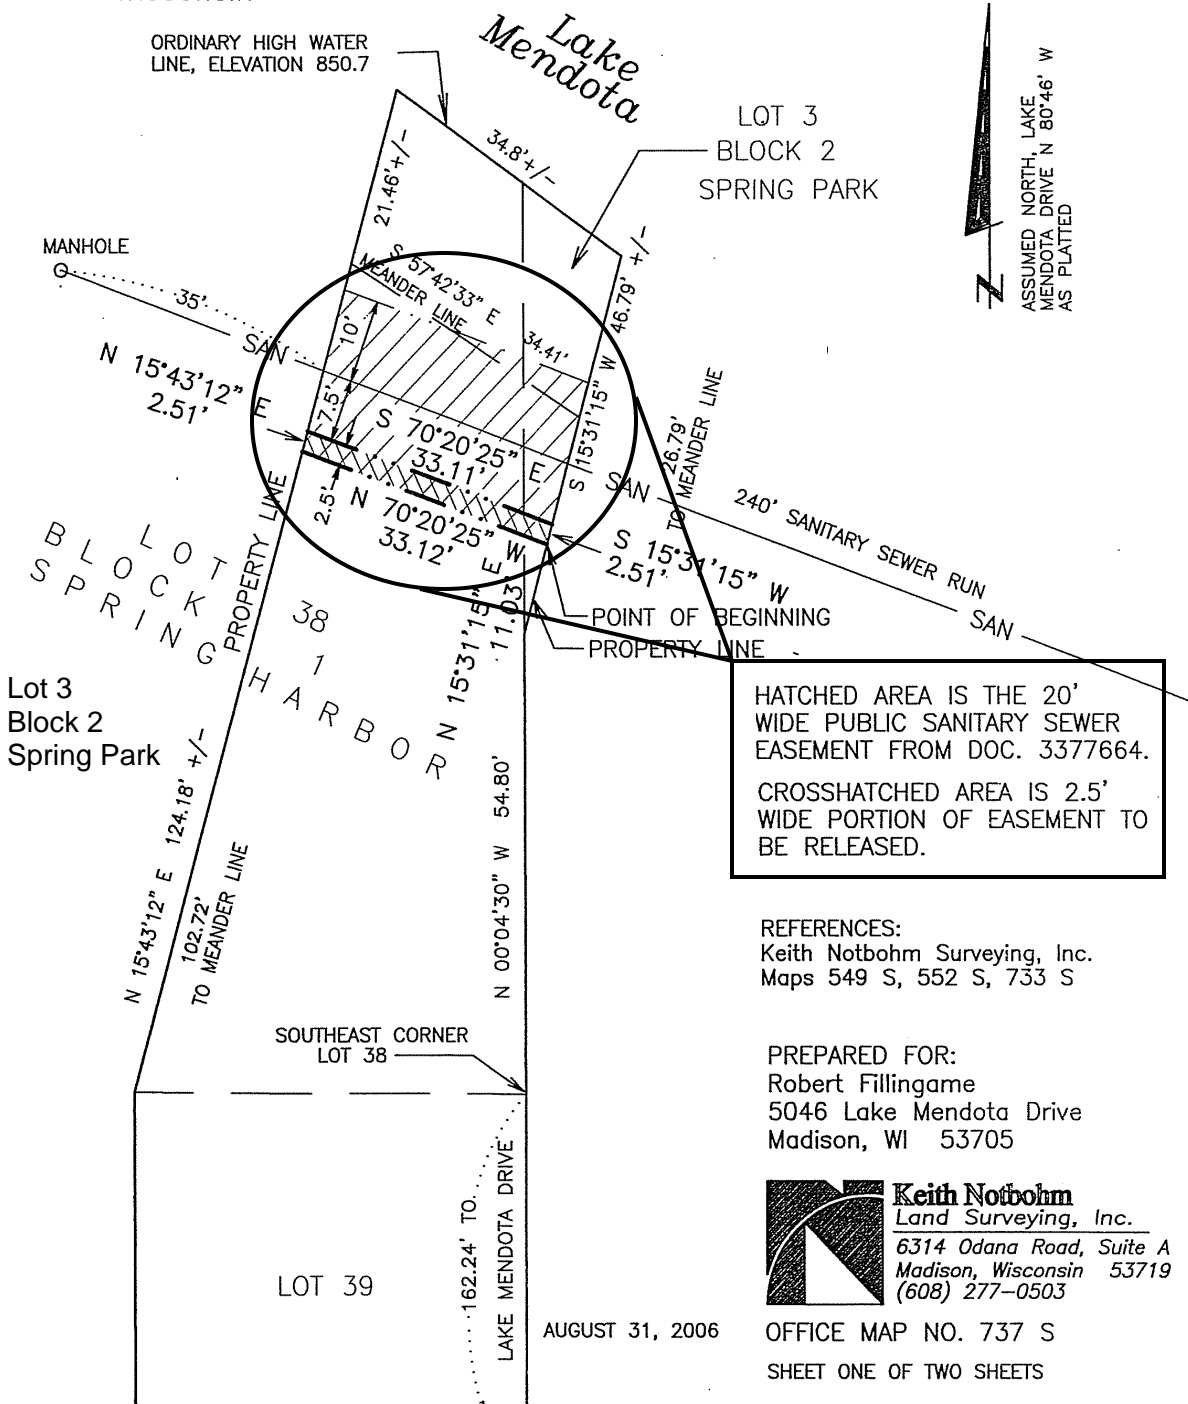 ORDINARY HIGH WATER
LINE, ELEVATION 850.7
Lake
Mendota
LOT 3
BLOCK 2
SPRING PARK
ASSUMED NORTH, LAKE
MENDOTA DRIVE N 80°46' W
AS PLATTED
N
34.8'+/-
21.46'+/-
46.79' +/-
MANHOLE
35'
SAN
S 57°42'33" E
MEANDER LINE
34.41'
10'
7.5'
N 15°43'12" E
2.51'
S 70°20'25" E
33.11'
S 15°31'15" W
26.79'
TO MEANDER LINE
SAN
240' SANITARY SEWER RUN
SAN
2.5'
N 70°20'25" W
33.12'
S 15°31'15" W
2.51'
POINT OF BEGINNING
PROPERTY LINE
PROPERTY LINE
N 15°31'15" E
11.03'
LOT 38
BLOCK 1
SPRING HARBOR
Lot 3
Block 2
Spring Park
HATCHED AREA IS THE 20'
WIDE PUBLIC SANITARY SEWER
EASEMENT FROM DOC. 3377664.
CROSSHATCHED AREA IS 2.5'
WIDE PORTION OF EASEMENT TO
BE RELEASED.
N 15°43'12" E 124.18' +/-
102.72'
TO MEANDER LINE
N 00°04'30" W 54.80'
REFERENCES:
Keith Notbohm Surveying, Inc.
Maps 549 S, 552 S, 733 S
SOUTHEAST CORNER
LOT 38
PREPARED FOR:
Robert Fillingame
5046 Lake Mendota Drive
Madison, WI 53705
Keith Notbohm
Land Surveying, Inc.
6314 Odana Road, Suite A
Madison, Wisconsin 53719
(608) 277-0503
LOT 39
162.24' TO
LAKE MENDOTA DRIVE
AUGUST 31, 2006
OFFICE MAP NO. 737 S
SHEET ONE OF TWO SHEETS